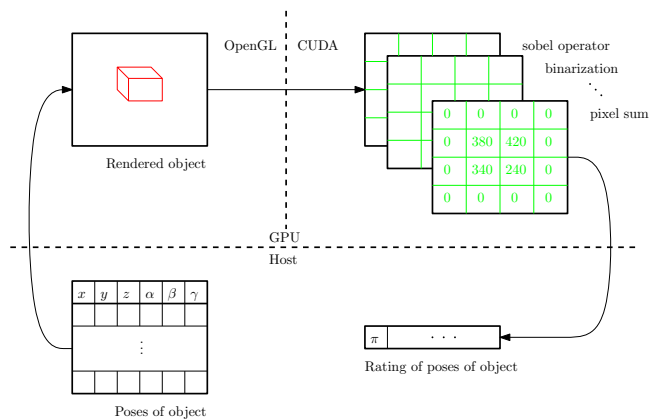 OpenGL
CUDA
sobel operator
binarization
⋱
pixel sum
0 0 0 0
0 380 420 0
0 340 240 0
0 0 0 0
Rendered object
GPU
Host
x y z α β γ
⋮
Poses of object
π · · ·
Rating of poses of object